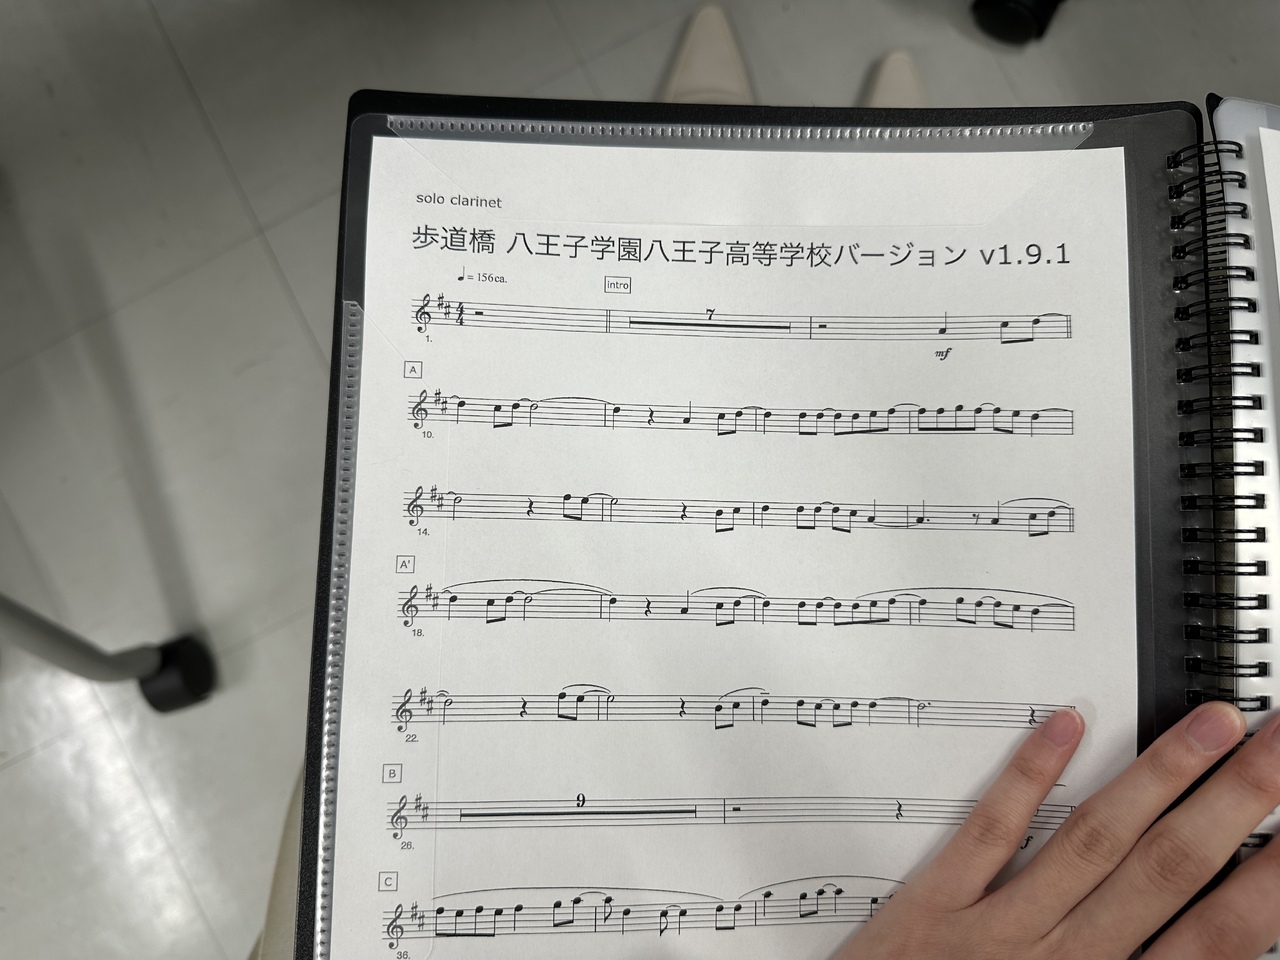 solo clarinet
歩道橋 八王子学園八王子高等学校バージョン v1.9.1
♩= 156ca.
intro
7
1.
mf
A
10.
14.
A'
18.
22.
B
9
26.
f
C
36.